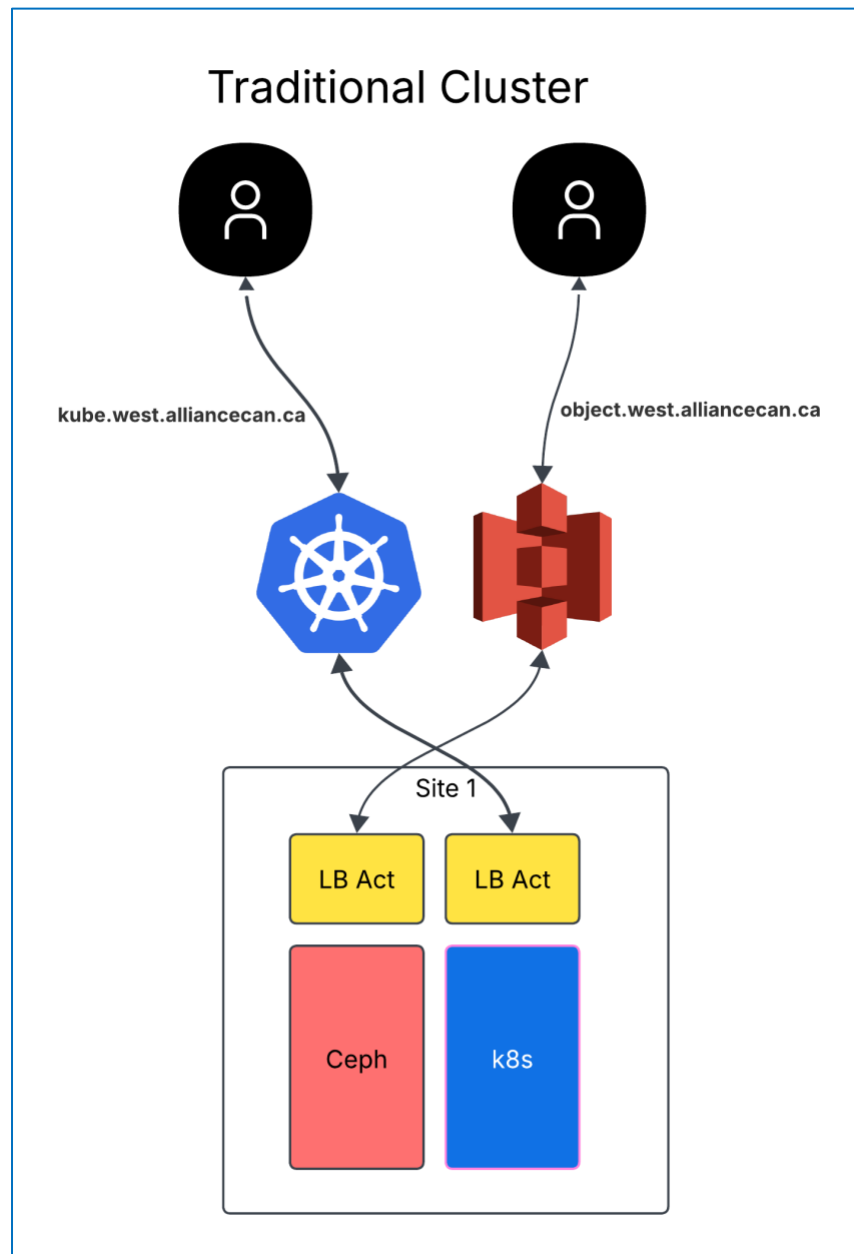 Traditional Cluster
kube.west.alliancecan.ca
object.west.alliancecan.ca
Site 1
LB Act
LB Act
Ceph
k8s